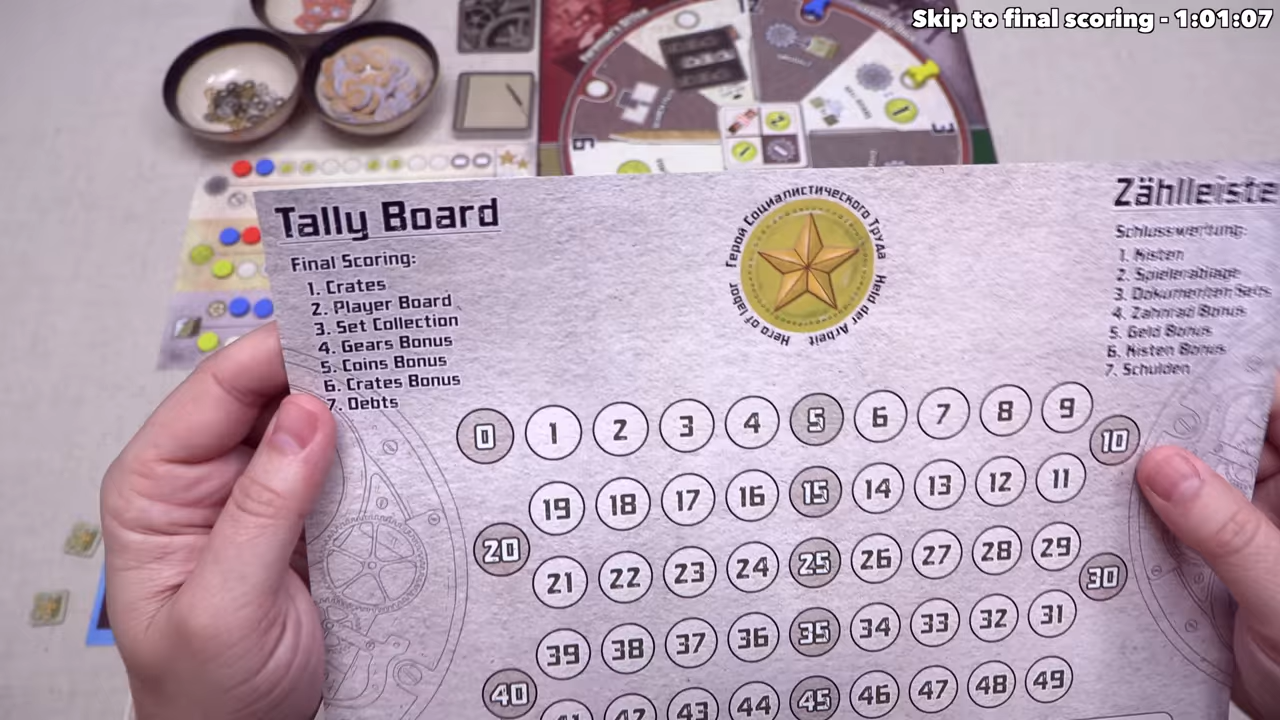 Skip to final scoring - 1:01:07
12
3
9
Tally Board
Final Scoring:
1. Crates
2. Player Board
3. Set Collection
4. Gears Bonus
5. Coins Bonus
6. Crates Bonus
7. Debts
Герой Социалистического Труда
Hero of labor
Held der Arbeit
Zählleiste
Schlusswertung:
1. Kisten
2. Spielerablage
3. Dokumenten Sets
4. Zahnrad Bonus
5. Geld Bonus
6. Kisten Bonus
7. Schulden
0 1 2 3 4 5 6 7 8 9 10
19 18 17 16 15 14 13 12 11
20
21 22 23 24 25 26 27 28 29 30
39 38 37 36 35 34 33 32 31
40
41 42 43 44 45 46 47 48 49